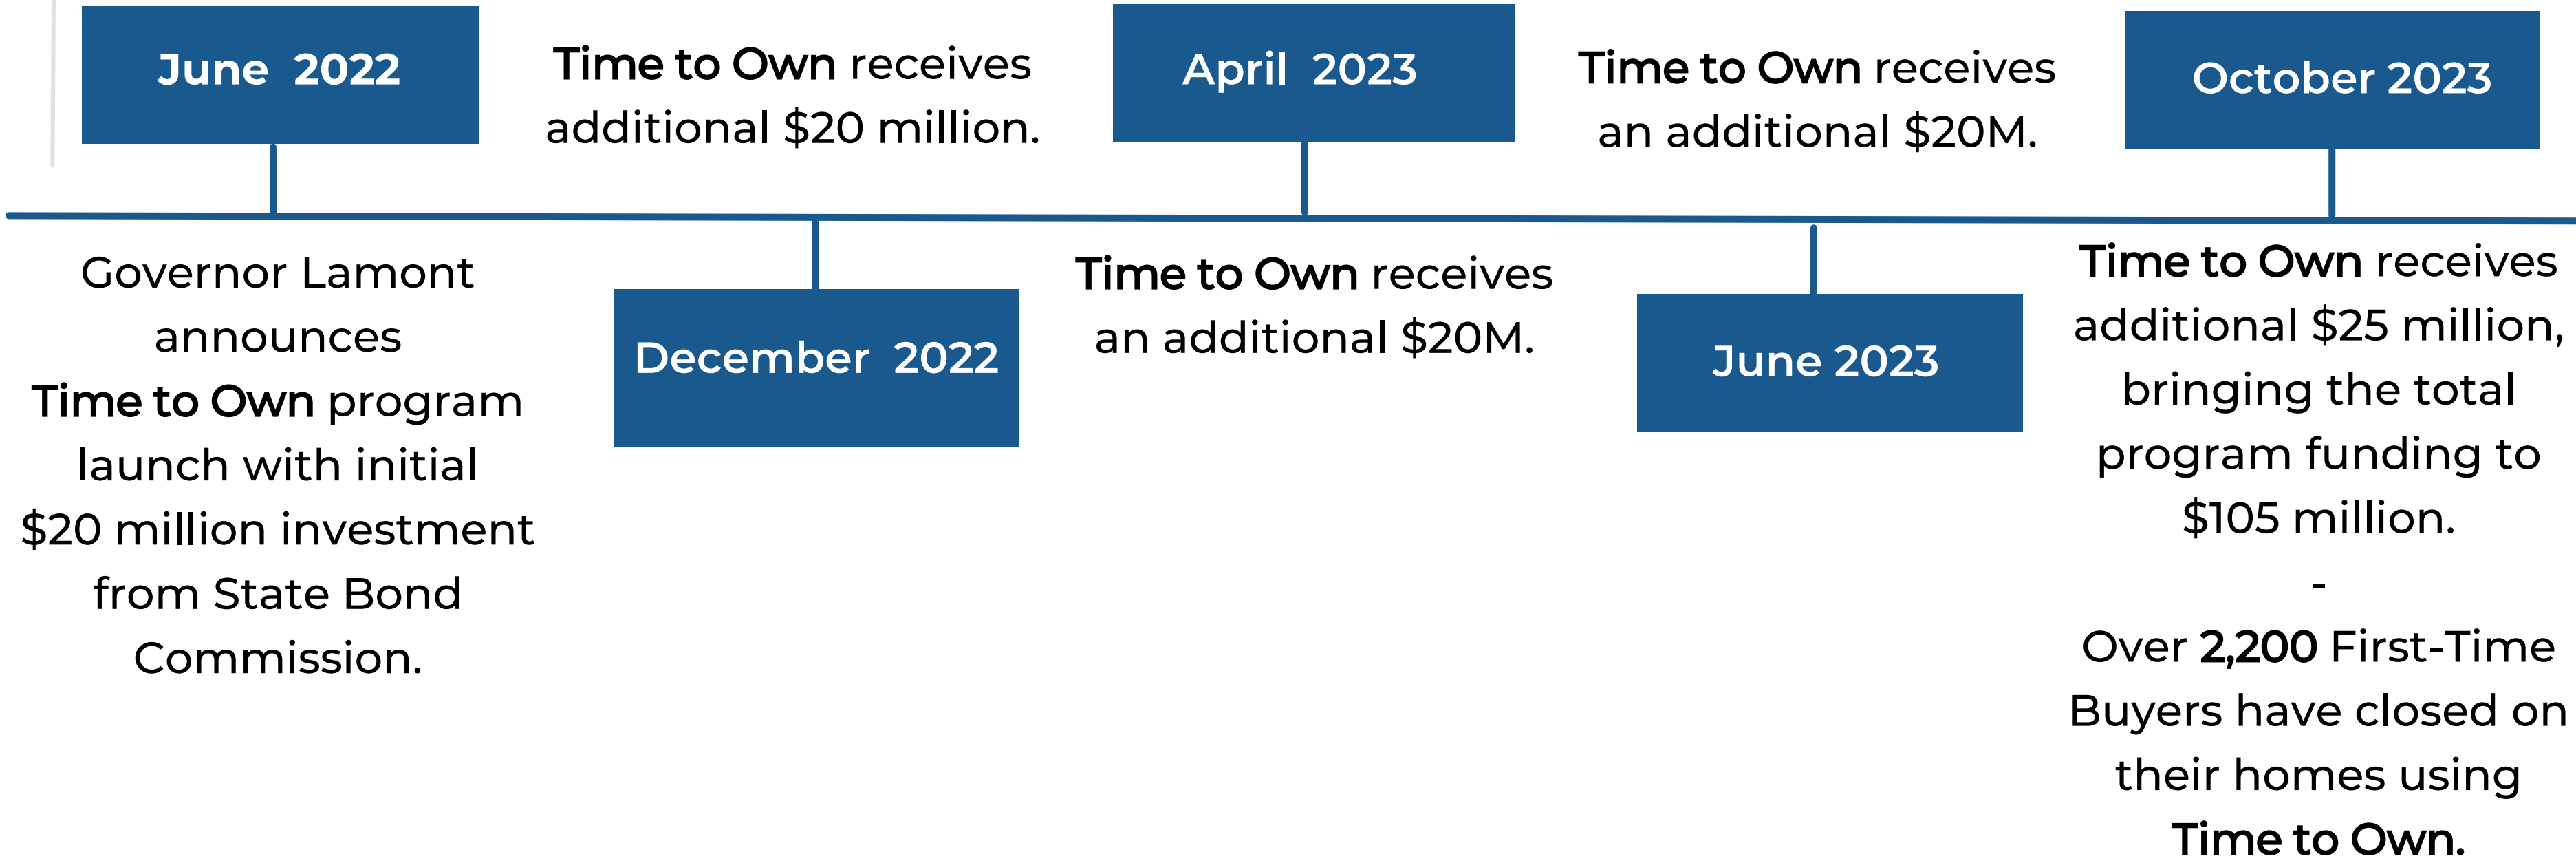 June 2022
Governor Lamont
announces
Time to Own program
launch with initial
$20 million investment
from State Bond
Commission.
Time to Own receives
additional $20 million.
December 2022
April 2023
Time to Own receives
an additional $20M.
Time to Own receives
an additional $20M.
June 2023
October 2023
Time to Own receives
additional $25 million,
bringing the total
program funding to
$105 million.
-
Over 2,200 First-Time
Buyers have closed on
their homes using
Time to Own.